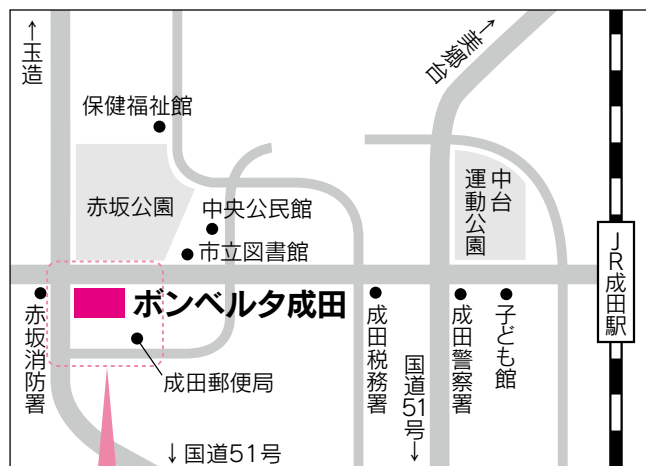 ↑玉造
↑美郷台
保健福祉館
赤坂公園
中央公民館
市立図書館
中台
運動公園
JR成田駅
ボンベルタ成田
赤坂消防署
成田郵便局
成田税務署
国道51号→
成田警察署
子ども館
↓国道51号